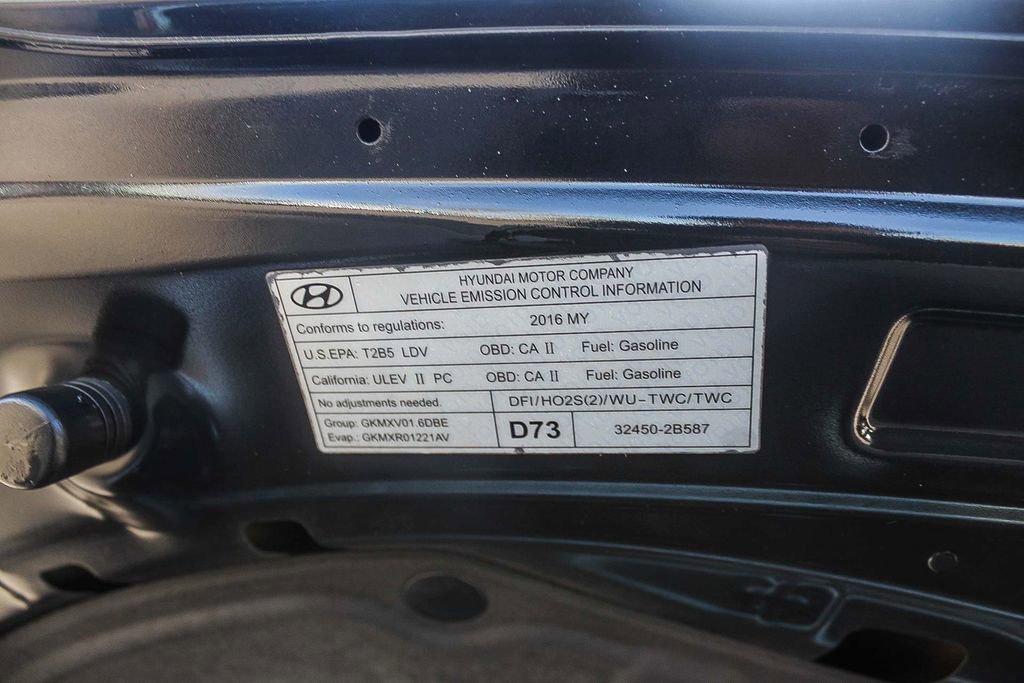 HYUNDAI MOTOR COMPANY
VEHICLE EMISSION CONTROL INFORMATION
Conforms to regulations: 2016 MY
U.S.EPA: T2B5 LDV OBD: CA II Fuel: Gasoline
California: ULEV II PC OBD: CA II Fuel: Gasoline
No adjustments needed. DFI/HO2S(2)/WU-TWC/TWC
Group: GKMXV01.6DBE
Evap.: GKMXR01221AV
D73 32450-2B587